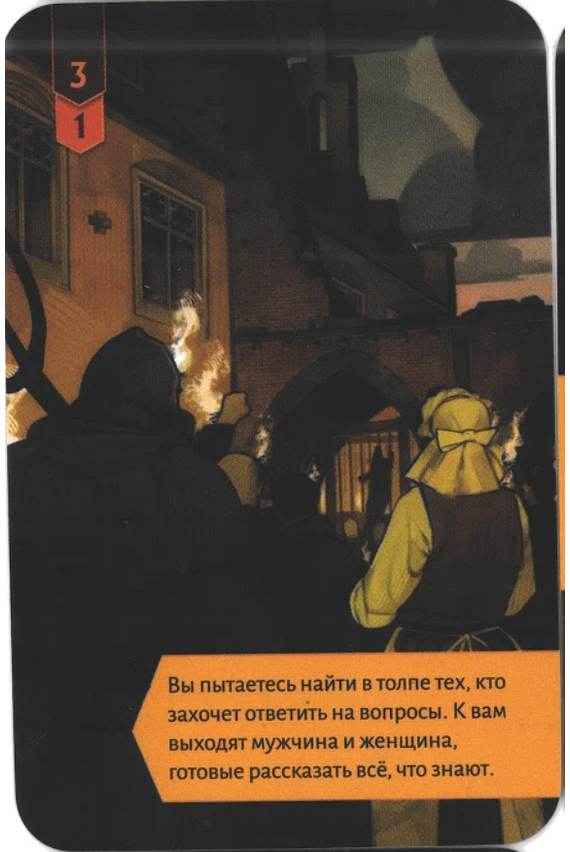 3
1
Вы пытаетесь найти в толпе тех, кто
захочет ответить на вопросы. К вам
выходят мужчина и женщина,
готовые рассказать всё, что знают.